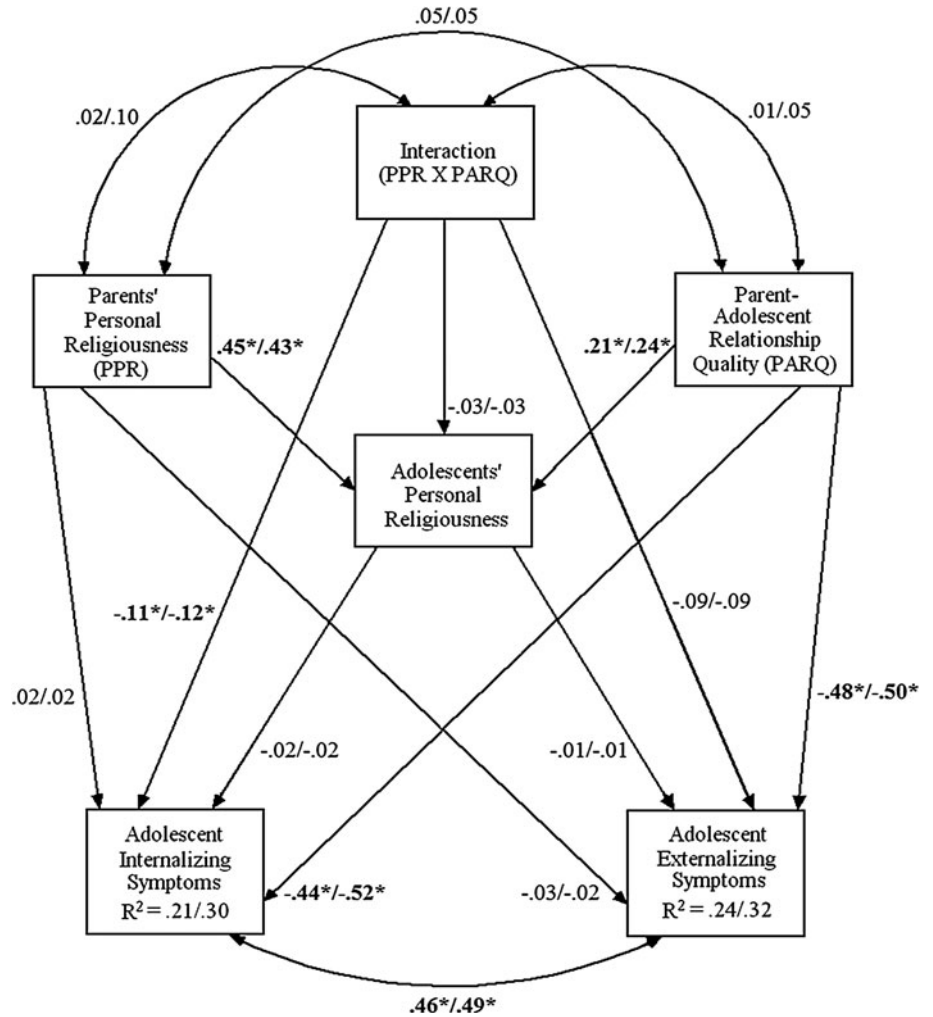 .05/.05
.02/.10
.01/.05
Interaction
(PPR X PARQ)
Parents'
Personal
Religiousness
(PPR)
Parent-
Adolescent
Relationship
Quality (PARQ)
.45*/.43*
.21*/.24*
-.03/-.03
Adolescents'
Personal
Religiousness
-.11*/-.12*
-.09/-.09
.02/.02
-.48*/-.50*
-.02/-.02
-.01/-.01
Adolescent
Internalizing
Symptoms
R² = .21/.30
-.44*/-.52*
-.03/-.02
Adolescent
Externalizing
Symptoms
R² = .24/.32
.46*/.49*